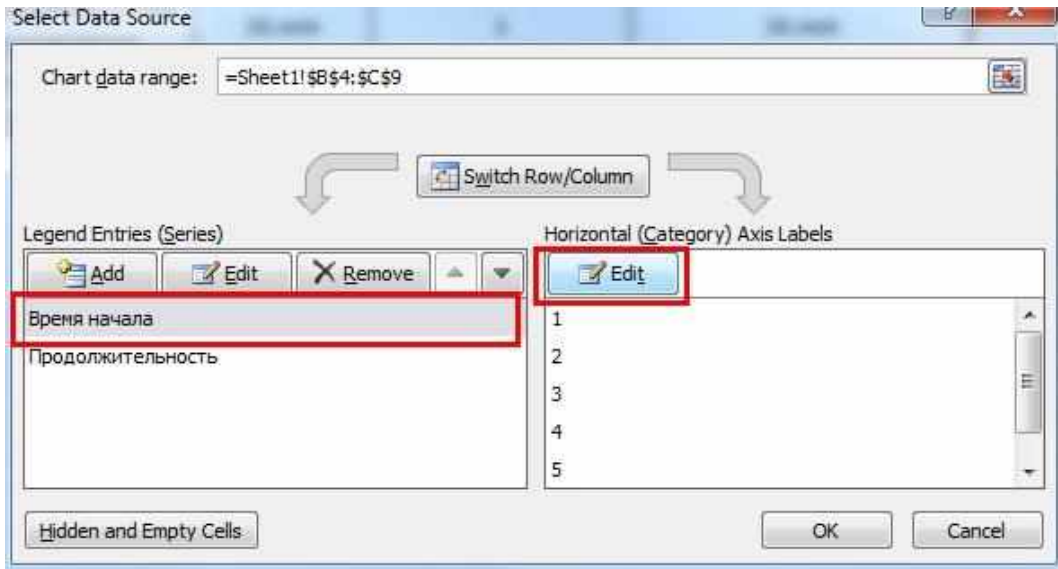 Select Data Source
Chart data range: =Sheet1!$B$4:$C$9
Switch Row/Column
Legend Entries (Series)
Add Edit Remove
Время начала
Продолжительность
Horizontal (Category) Axis Labels
Edit
1
2
3
4
5
Hidden and Empty Cells OK Cancel